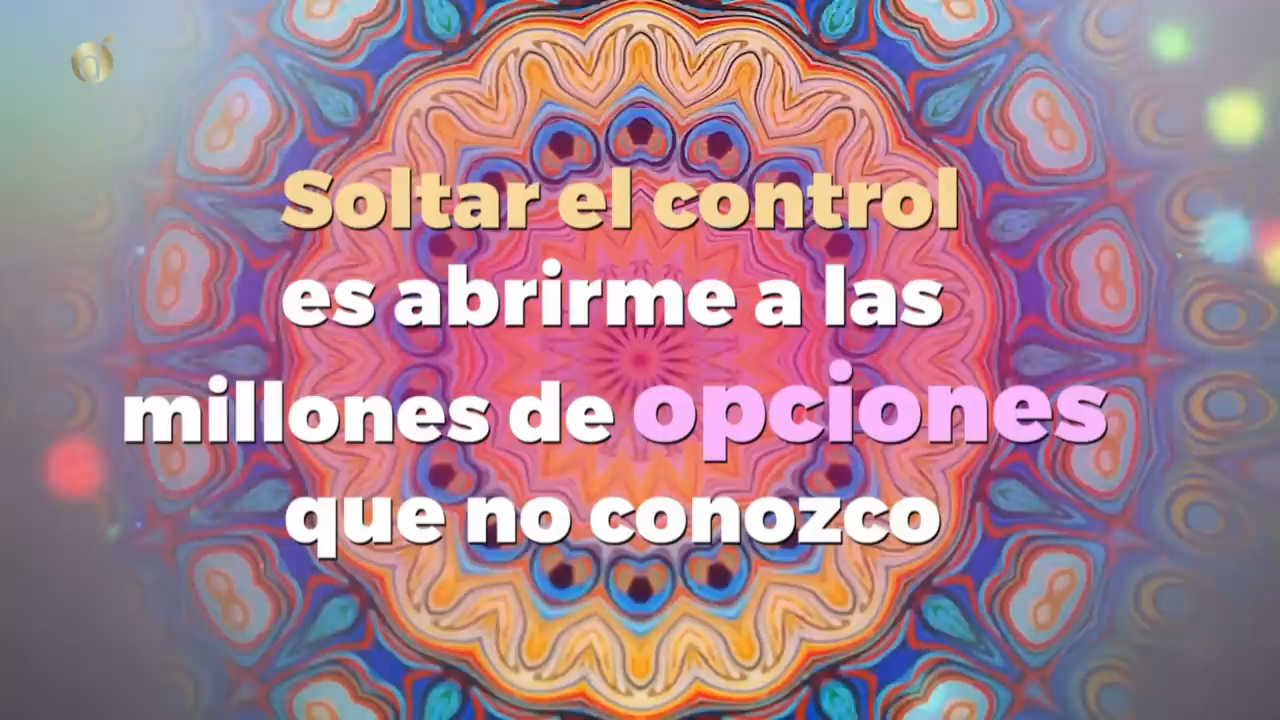 Soltar el control
es abrirme a las
millones de opciones
que no conozco